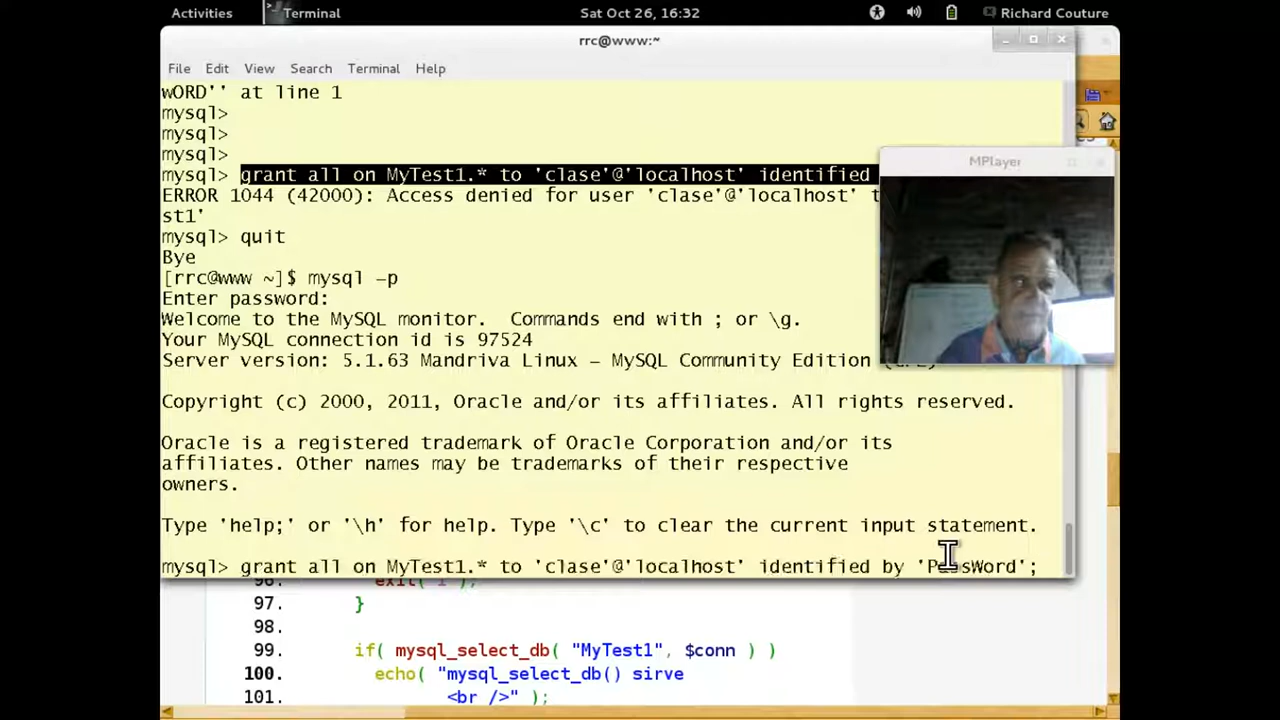 Activities Terminal Sat Oct 26, 16:32 Richard Couture
rrc@www:~
File Edit View Search Terminal Help
wORD'' at line 1
mysql>
mysql>
mysql>
mysql> grant all on MyTest1.* to 'clase'@'localhost' identified
ERROR 1044 (42000): Access denied for user 'clase'@'localhost' t
st1'
mysql> quit
Bye
[rrc@www ~]$ mysql -p
Enter password:
Welcome to the MySQL monitor.  Commands end with ; or \g.
Your MySQL connection id is 97524
Server version: 5.1.63 Mandriva Linux - MySQL Community Edition
Copyright (c) 2000, 2011, Oracle and/or its affiliates. All rights reserved.
Oracle is a registered trademark of Oracle Corporation and/or its
affiliates. Other names may be trademarks of their respective
owners.
Type 'help;' or '\h' for help. Type '\c' to clear the current input statement.
mysql> grant all on MyTest1.* to 'clase'@'localhost' identified by 'PassWord';
MPlayer
96. exit( 1 );
97. }
98.
99. if( mysql_select_db( "MyTest1", $conn ) )
100. echo( "mysql_select_db() sirve
101. <br />" );